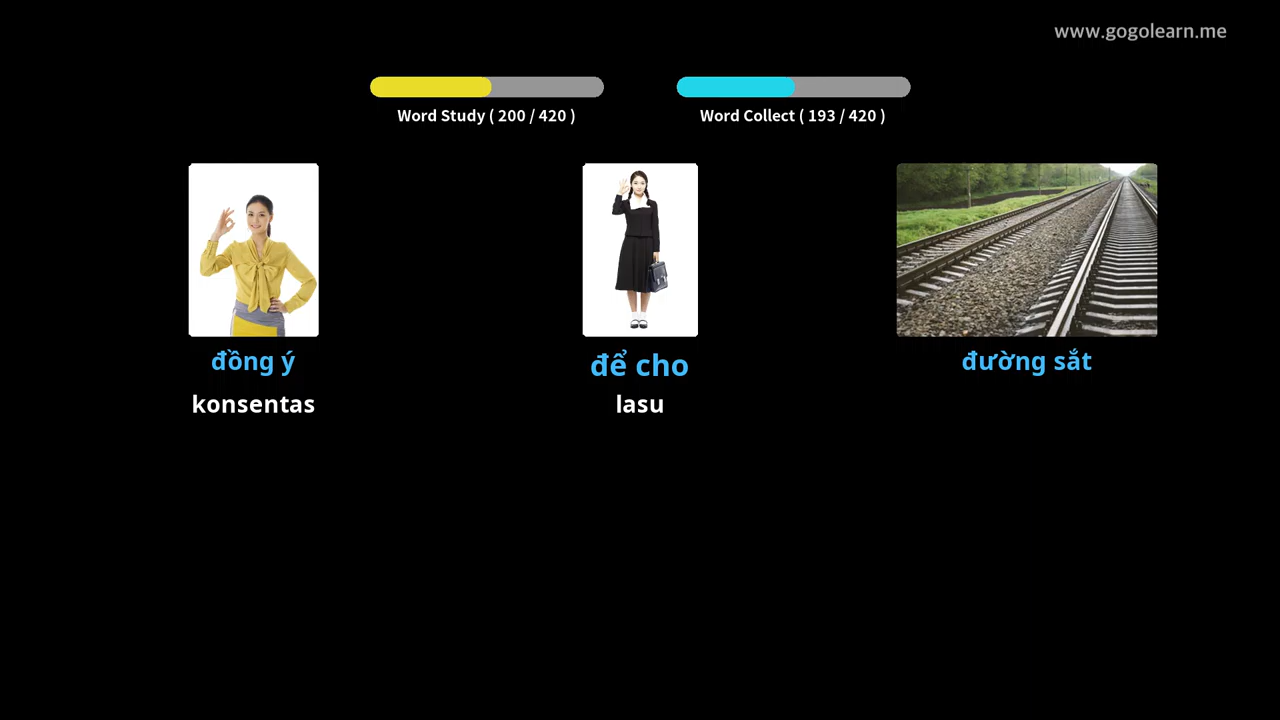 www.gogolearn.me
Word Study ( 200 / 420 )
Word Collect ( 193 / 420 )
đồng ý
để cho
đường sắt
konsentas
lasu